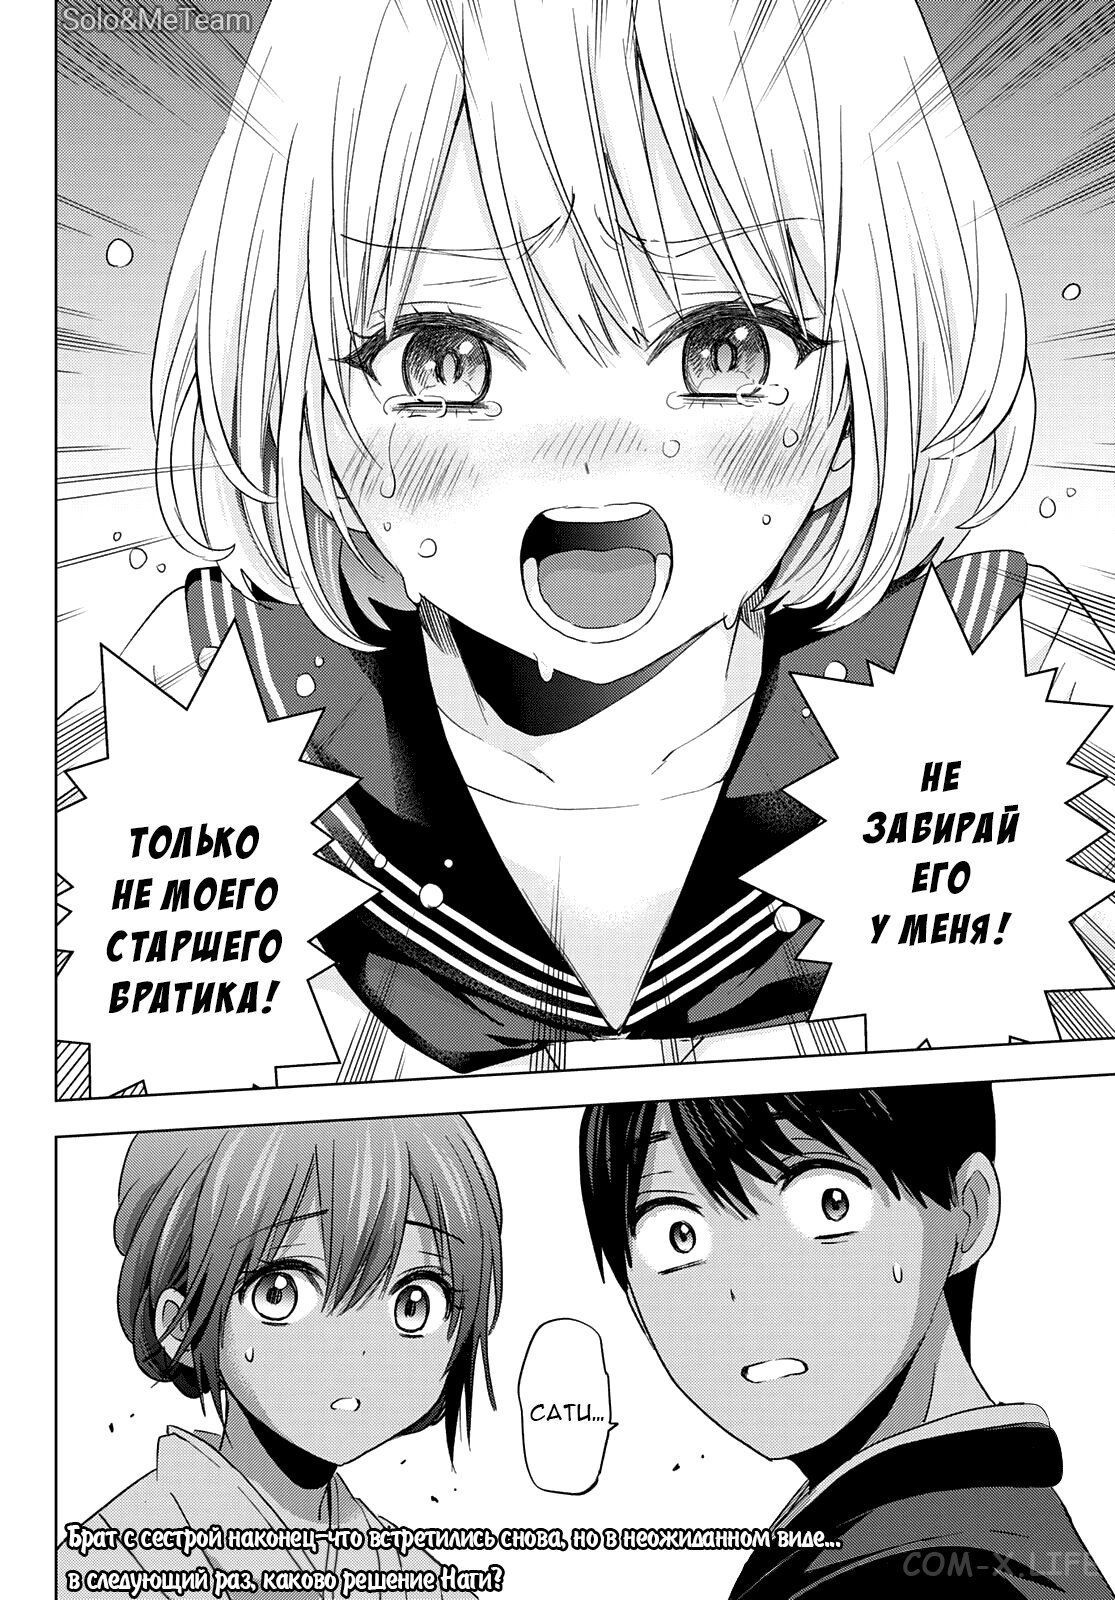 Solo&MeTeam
НЕ
ЗАБИРАЙ
ЕГО
У МЕНЯ!
ТОЛЬКО
НЕ МОЕГО
СТАРШЕГО
БРАТИКА!
САТИ...
Брат с сестрой наконец-что встретились снова, но в неожиданном виде...
в следующий раз, каково решение Наги?
COM-X.LIFE